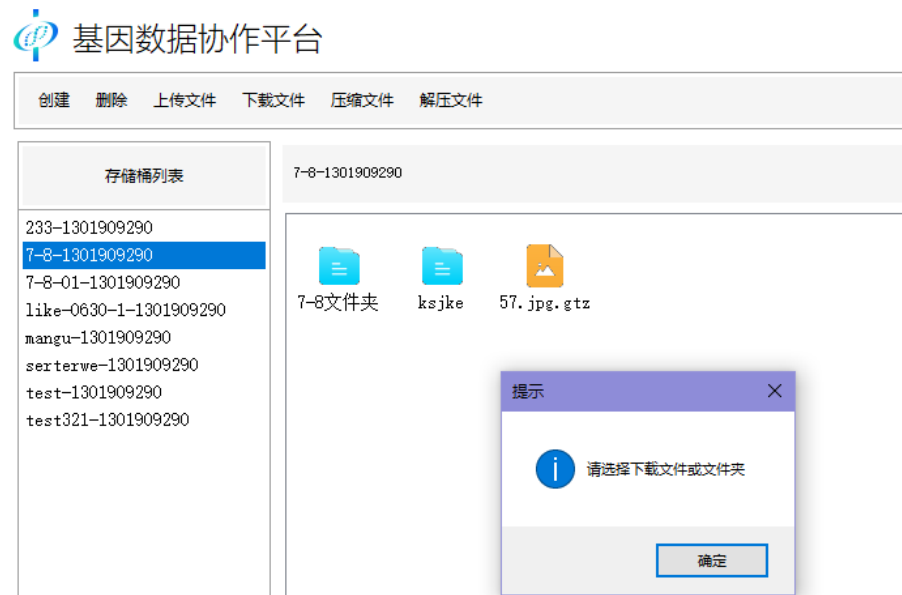 基因数据协作平台
创建 删除 上传文件 下载文件 压缩文件 解压文件
存储桶列表
7-8-1301909290
233-1301909290
7-8-1301909290
7-8-01-1301909290
like-0630-1-1301909290
mangu-1301909290
serterwe-1301909290
test-1301909290
test321-1301909290
7-8文件夹 ksjke 57.jpg.gtz
提示
请选择下载文件或文件夹
确定